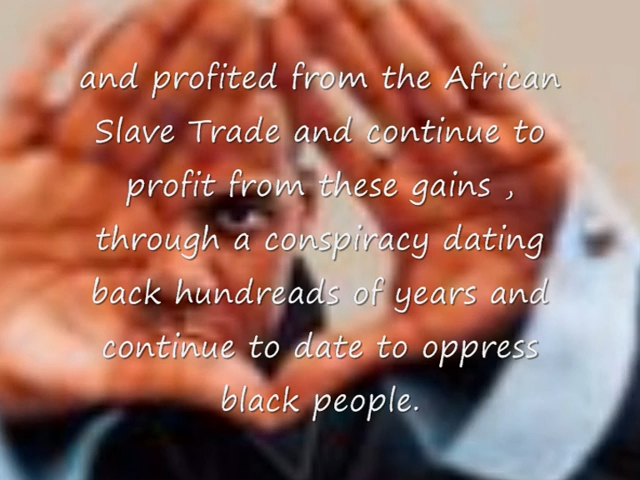 and profited from the African
Slave Trade and continue to
profit from these gains ,
through a conspiracy dating
back hundreads of years and
continue to date to oppress
black people.